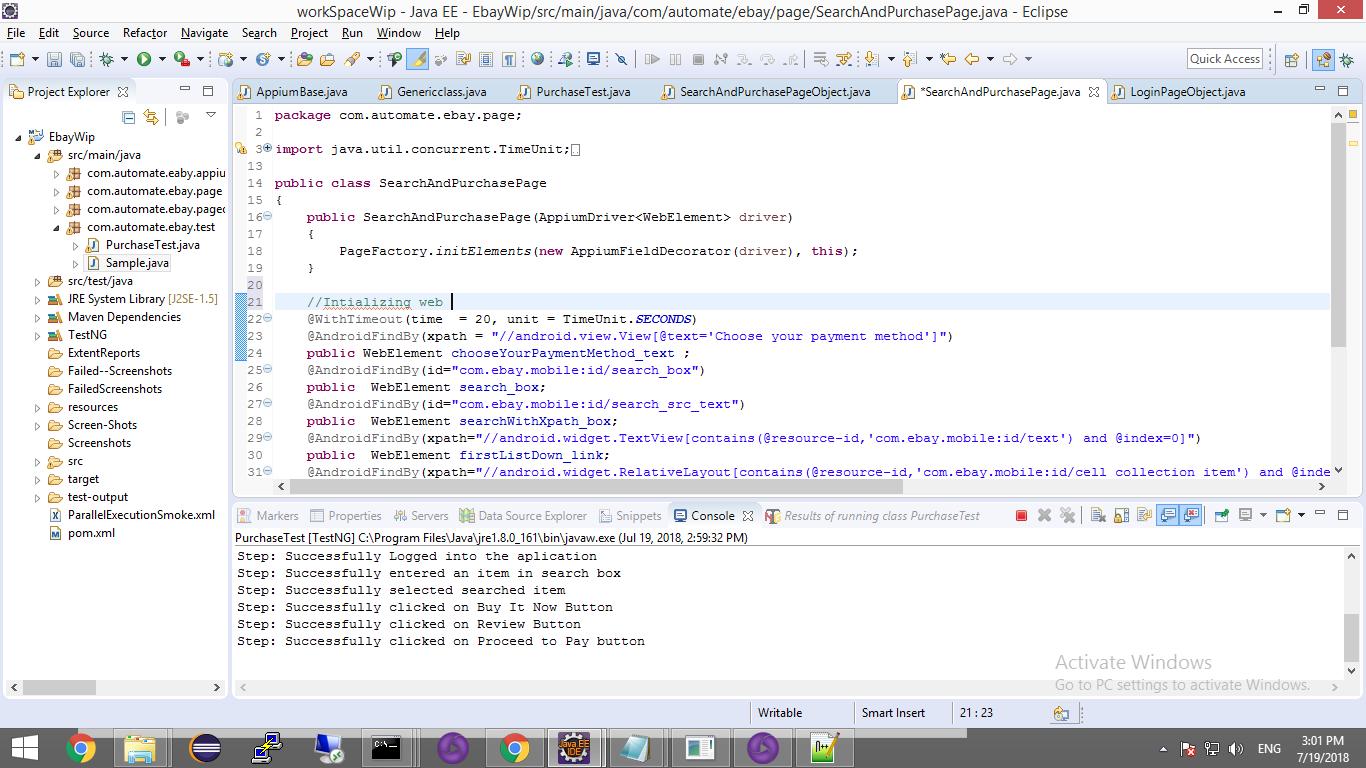 workSpaceWip - Java EE - EbayWip/src/main/java/com/automate/ebay/page/SearchAndPurchasePage.java - Eclipse
File Edit Source Refactor Navigate Search Project Run Window Help
Quick Access
Project Explorer
AppiumBase.java Genericclass.java PurchaseTest.java SearchAndPurchasePageObject.java *SearchAndPurchasePage.java LoginPageObject.java
EbayWip
src/main/java
com.automate.eaby.appiu
com.automate.ebay.page
com.automate.ebay.page
com.automate.ebay.test
PurchaseTest.java
Sample.java
src/test/java
JRE System Library [J2SE-1.5]
Maven Dependencies
TestNG
ExtentReports
Failed--Screenshots
FailedScreenshots
resources
Screen-Shots
Screenshots
src
target
test-output
ParallelExecutionSmoke.xml
pom.xml
1 package com.automate.ebay.page;
2
3 import java.util.concurrent.TimeUnit;
13
14 public class SearchAndPurchasePage
15 {
16 public SearchAndPurchasePage(AppiumDriver<WebElement> driver)
17 {
18 PageFactory.initElements(new AppiumFieldDecorator(driver), this);
19 }
20
21 //Intializing web
22 @WithTimeout(time  = 20, unit = TimeUnit.SECONDS)
23 @AndroidFindBy(xpath = "//android.view.View[@text='Choose your payment method']")
24 public WebElement chooseYourPaymentMethod_text ;
25 @AndroidFindBy(id="com.ebay.mobile:id/search_box")
26 public  WebElement search_box;
27 @AndroidFindBy(id="com.ebay.mobile:id/search_src_text")
28 public  WebElement searchWithXpath_box;
29 @AndroidFindBy(xpath="//android.widget.TextView[contains(@resource-id,'com.ebay.mobile:id/text') and @index=0]")
30 public  WebElement firstListDown_link;
31 @AndroidFindBy(xpath="//android.widget.RelativeLayout[contains(@resource-id,'com.ebay.mobile:id/cell collection item') and @inde
Markers Properties Servers Data Source Explorer Snippets Console Results of running class PurchaseTest
PurchaseTest [TestNG] C:\Program Files\Java\jre1.8.0_161\bin\javaw.exe (Jul 19, 2018, 2:59:32 PM)
Step: Successfully Logged into the aplication
Step: Successfully entered an item in search box
Step: Successfully selected searched item
Step: Successfully clicked on Buy It Now Button
Step: Successfully clicked on Review Button
Step: Successfully clicked on Proceed to Pay button
Activate Windows
Go to PC settings to activate Windows.
Writable Smart Insert 21 : 23
Java EE
IDE
ENG
3:01 PM
7/19/2018